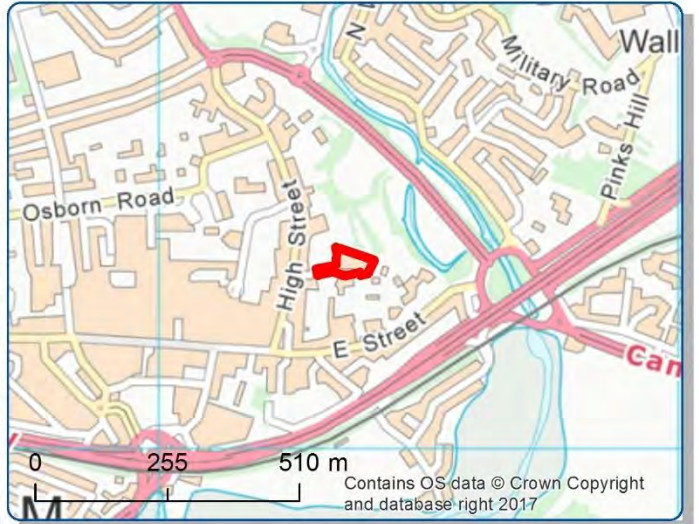 N
Wall
Military Road
Pinks Hill
Osborn Road
High Street
E Street
Cam
0 255 510 m
M
Contains OS data © Crown Copyright
and database right 2017